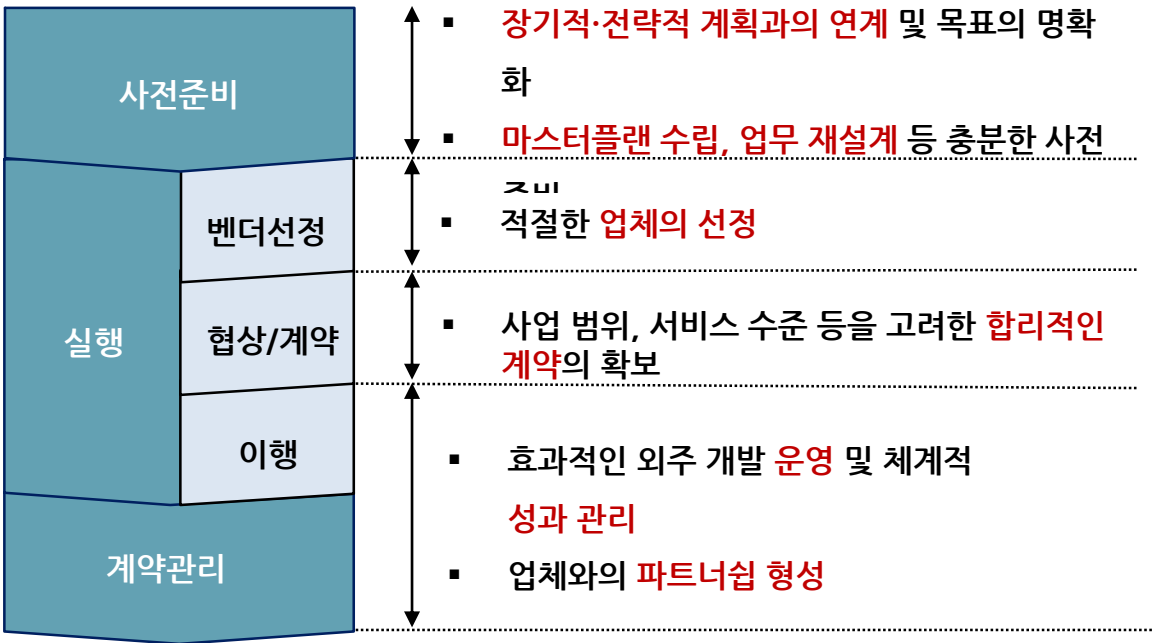 사전준비
▪ 장기적·전략적 계획과의 연계 및 목표의 명확
화
▪ 마스터플랜 수립, 업무 재설계 등 충분한 사전
실행
벤더선정
▪ 적절한 업체의 선정
협상/계약
▪ 사업 범위, 서비스 수준 등을 고려한 합리적인
계약의 확보
이행
▪ 효과적인 외주 개발 운영 및 체계적
성과 관리
▪ 업체와의 파트너쉽 형성
계약관리